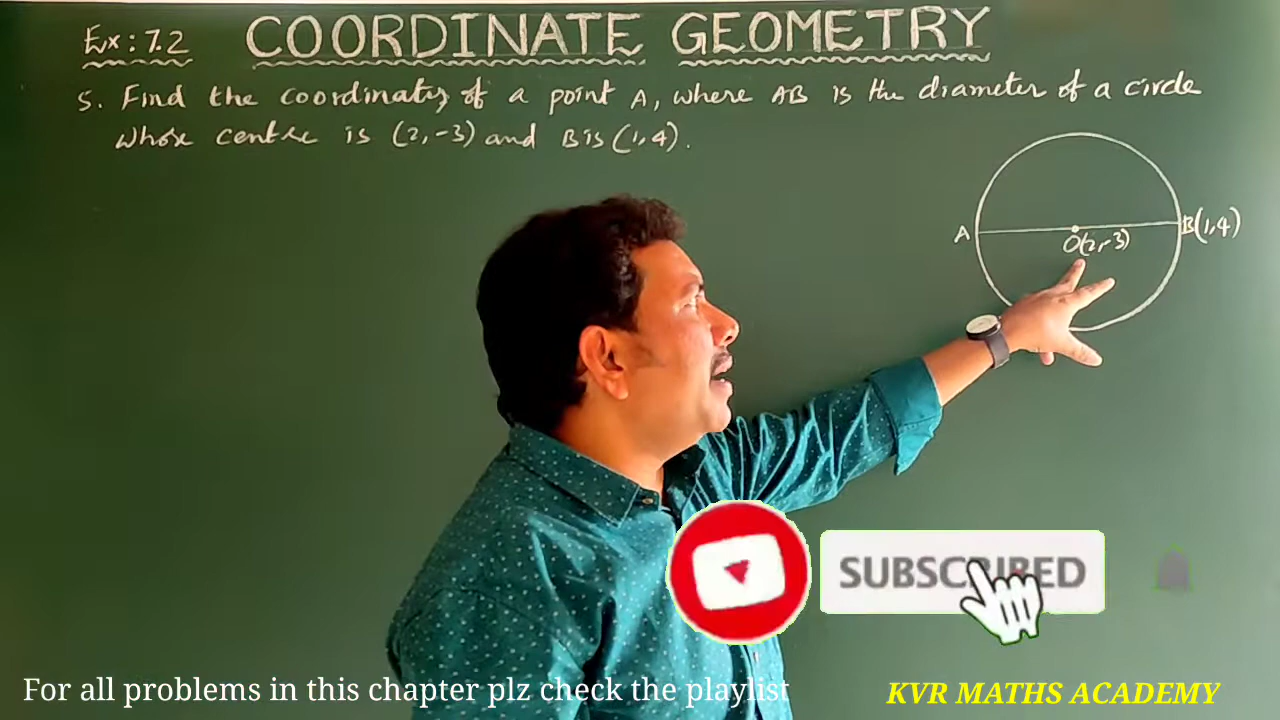 Ex: 7.2 COORDINATE GEOMETRY
5. Find the coordinates of a point A, where AB is the diameter of a circle
whose centre is (2,-3) and B is (1,4).
A
O(2,-3)
B(1,4)
SUBSCRIBED
For all problems in this chapter plz check the playlist
KVR MATHS ACADEMY